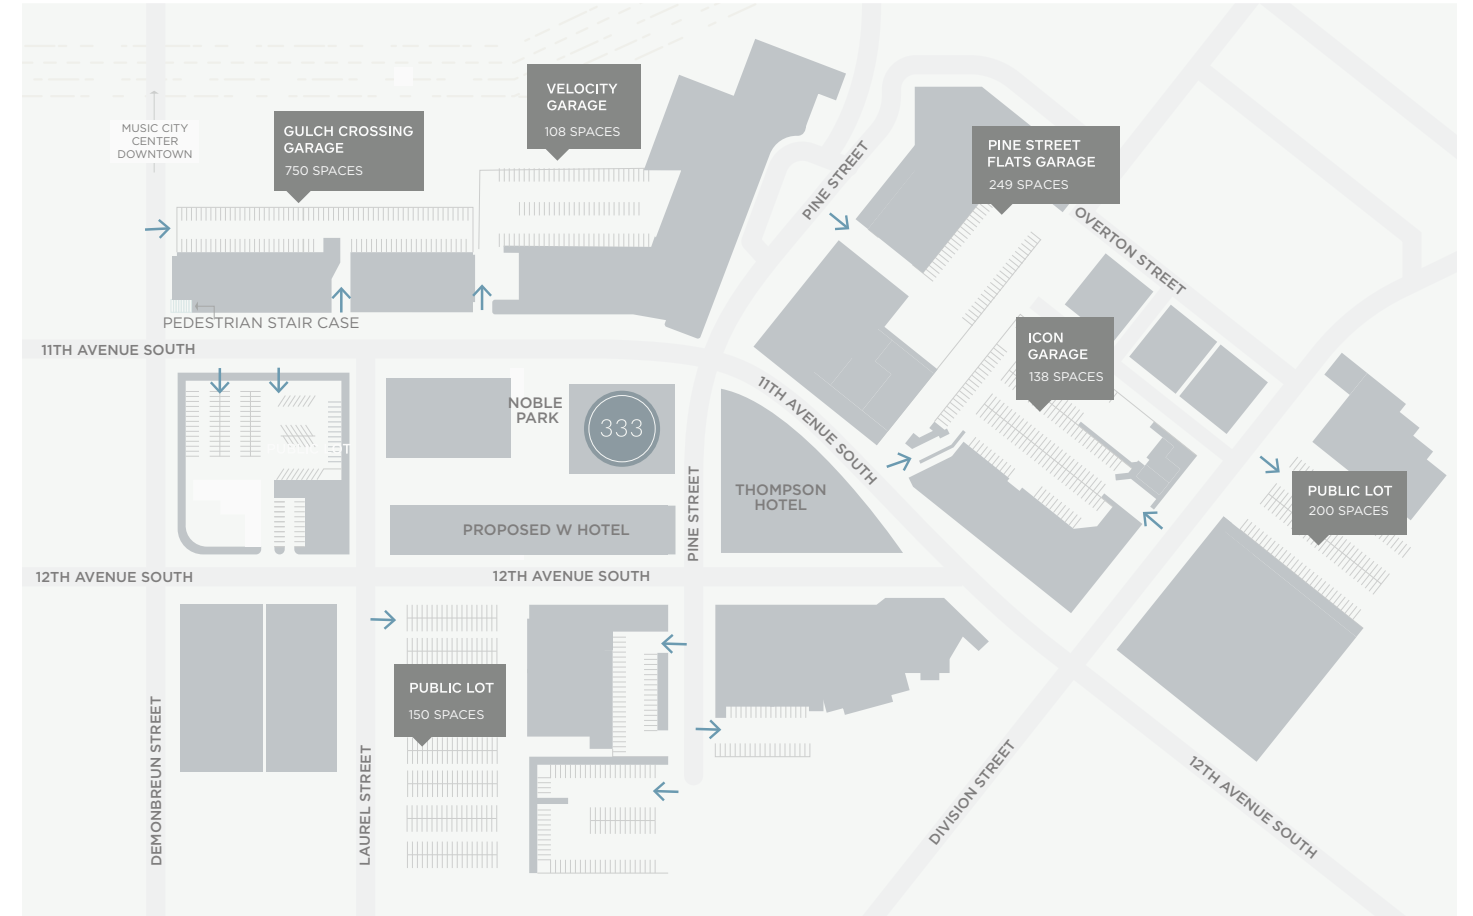 VELOCITY
GARAGE
108 SPACES
GULCH CROSSING
GARAGE
750 SPACES
MUSIC CITY
CENTER
DOWNTOWN
PINE STREET
FLATS GARAGE
249 SPACES
PINE STREET
OVERTON STREET
PEDESTRIAN STAIR CASE
11TH AVENUE SOUTH
ICON
GARAGE
138 SPACES
NOBLE
PARK
333
11TH AVENUE SOUTH
THOMPSON
HOTEL
PUBLIC LOT
200 SPACES
PROPOSED W HOTEL
PINE STREET
12TH AVENUE SOUTH
12TH AVENUE SOUTH
PUBLIC LOT
150 SPACES
DEMONBREUN STREET
LAUREL STREET
DIVISION STREET
12TH AVENUE SOUTH